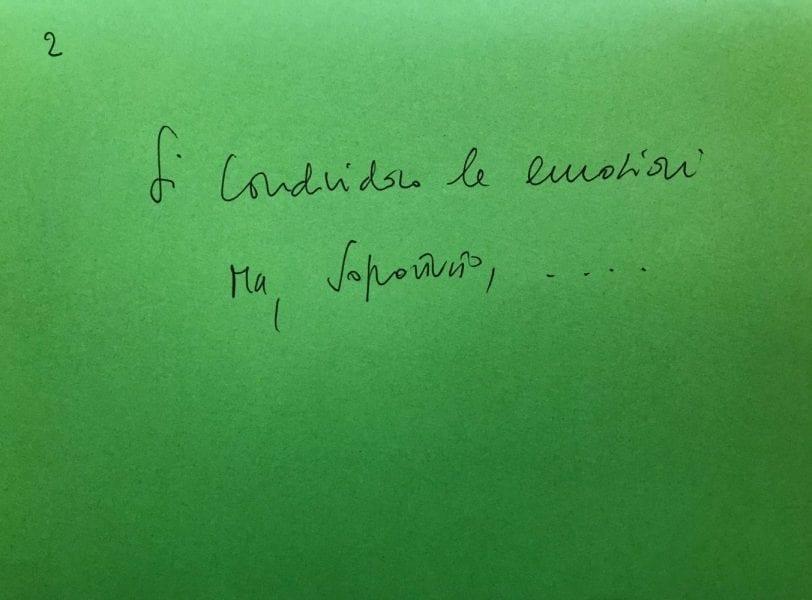 2
Si condividono le emozioni
Ma, soprattutto, .....